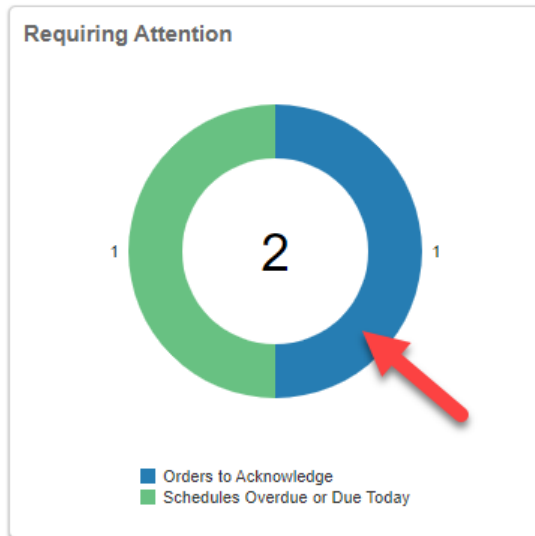 Requiring Attention
1
2
1
Orders to Acknowledge
Schedules Overdue or Due Today